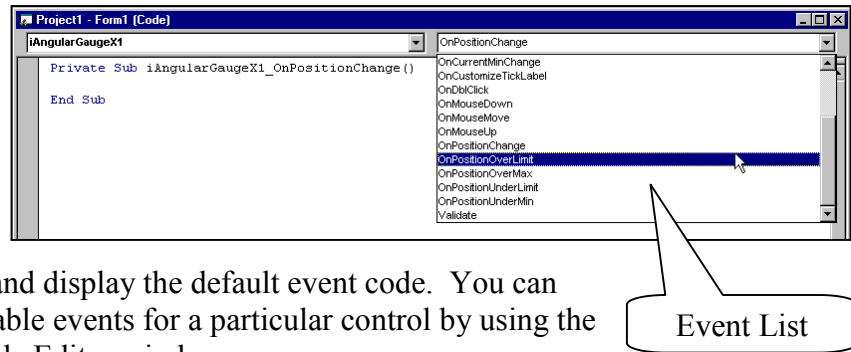 Project1 - Form1 (Code)
iAngularGaugeX1
OnPositionChange
Private Sub iAngularGaugeX1_OnPositionChange()
End Sub
OnCurrentMinChange
OnCustomizeTickLabel
OnDblClick
OnMouseDown
OnMouseMove
OnMouseUp
OnPositionChange
OnPositionOverLimit
OnPositionOverMax
OnPositionUnderLimit
OnPositionUnderMin
Validate
and display the default event code. You can
able events for a particular control by using the
Event List